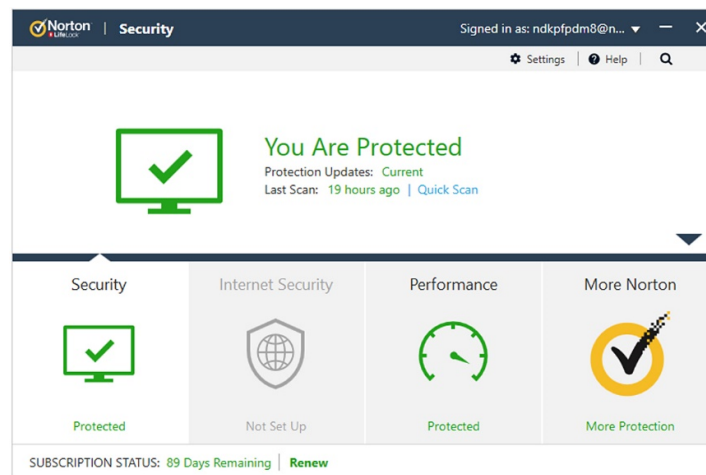 Norton | Security
LifeLock
Signed in as: ndkpfpdm8@n...
Settings | Help |
You Are Protected
Protection Updates: Current
Last Scan: 19 hours ago | Quick Scan
Security
Protected
Internet Security
Not Set Up
Performance
Protected
More Norton
More Protection
SUBSCRIPTION STATUS: 89 Days Remaining | Renew